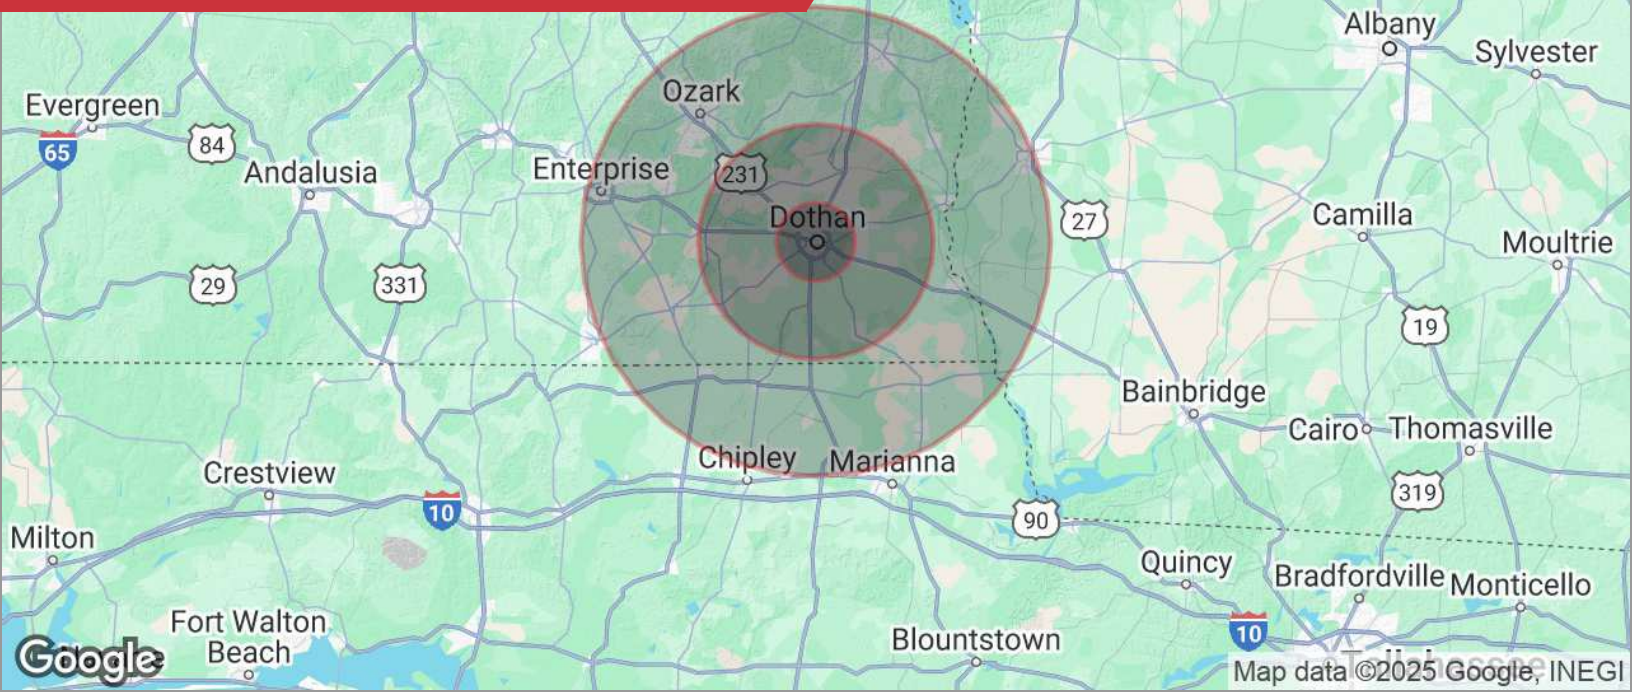 Albany
Sylvester
Ozark
Evergreen
65
84
Enterprise
231
Andalusia
Dothan
27
Camilla
Moultrie
29
331
19
Bainbridge
Cairo
Thomasville
Chipley
Marianna
Crestview
10
319
90
Milton
Quincy
Bradfordville
Monticello
Fort Walton
Beach
10
Blountstown
Google
Map data ©2025 Google, INEGI